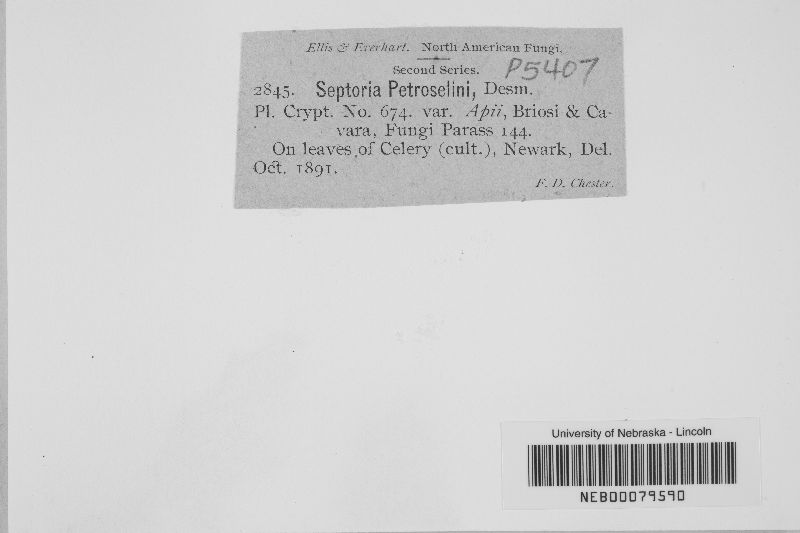 Ellis & Everhart. North American Fungi.
Second Series. P5407
2845. Septoria Petroselini, Desm.
Pl. Crypt. No. 674. var. Apii, Briosi & Ca-
vara, Fungi Parass 144.
On leaves of Celery (cult.), Newark, Del.
Oct. 1891.
F. D. Chester.
University of Nebraska - Lincoln
NEB00079590